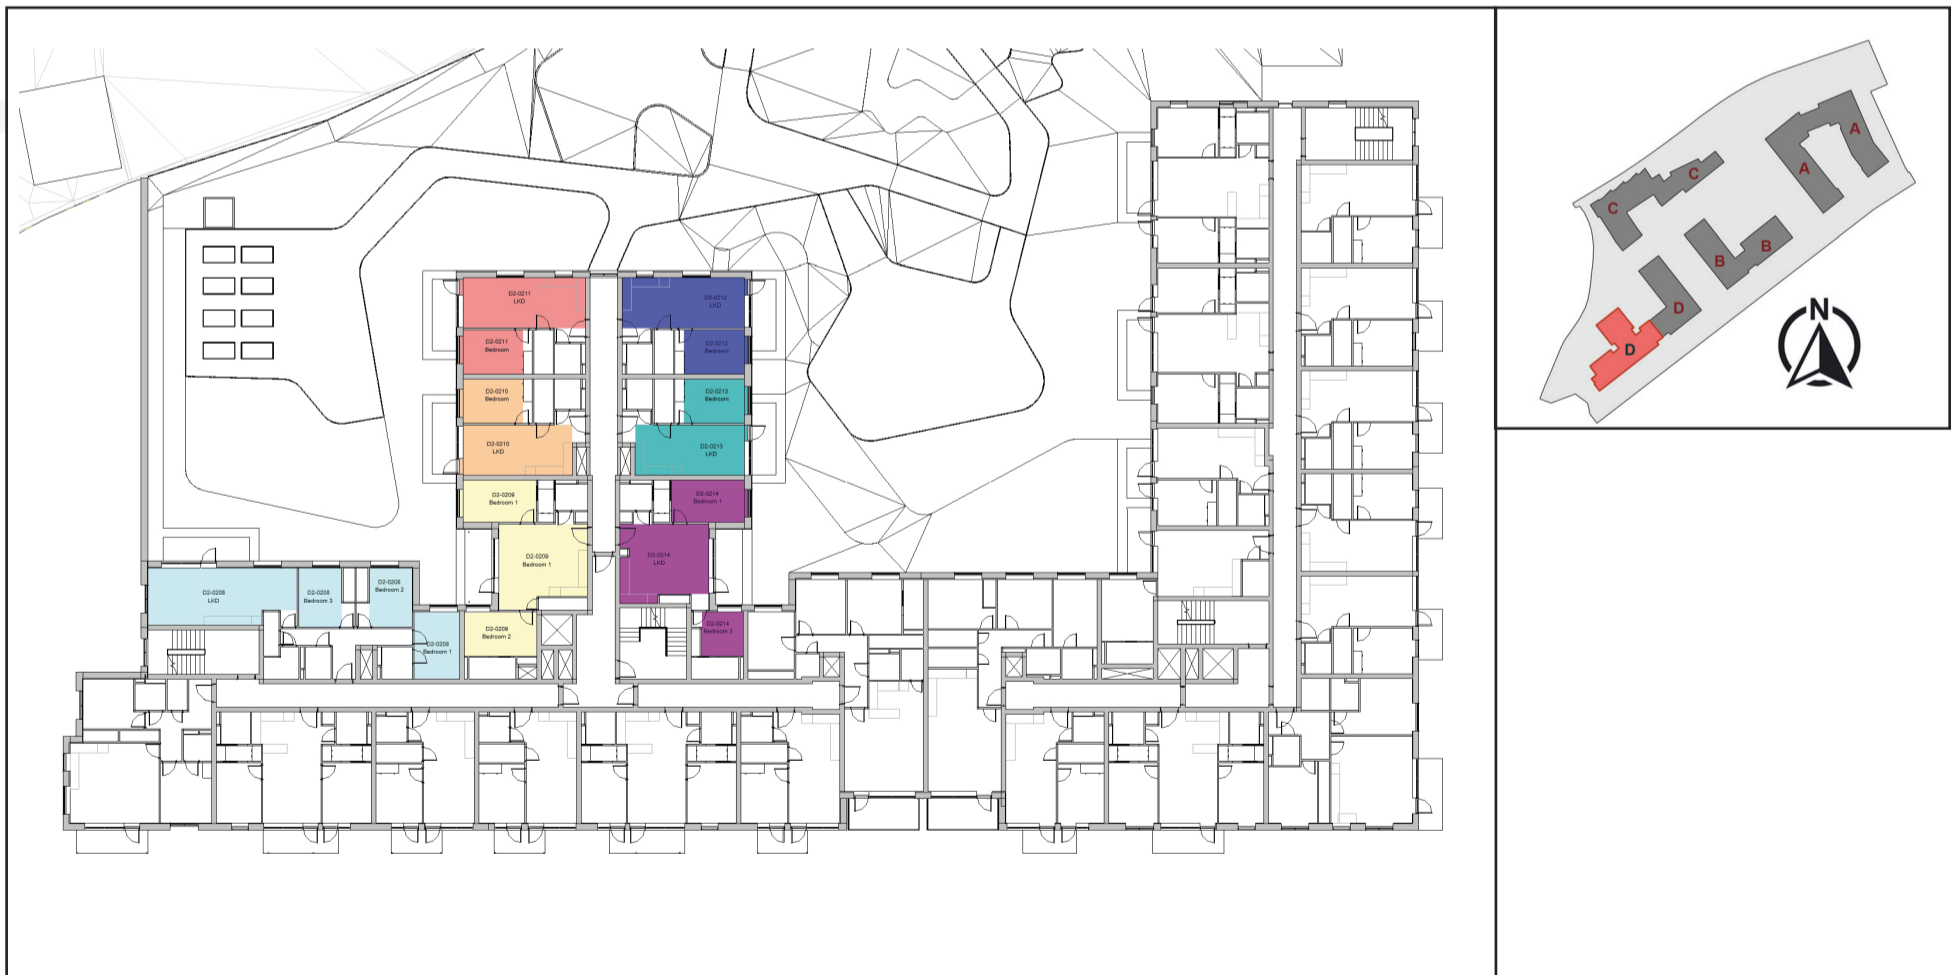 D2-0211
LKD
D2-0212
LKD
D2-0211
Bedroom
D2-0212
Bedroom
D2-0210
Bedroom
D2-0213
Bedroom
D2-0210
LKD
D2-0213
LKD
D2-0209
Bedroom 1
D2-0214
Bedroom 1
D2-0209
Bedroom 1
D2-0214
LKD
D2-0208
LKD
D2-0208
Bedroom 3
D2-0208
Bedroom 2
D2-0208
Bedroom 1
D2-0209
Bedroom 2
D2-0214
Bedroom 3
A
A
C
C
B
B
D
D
N